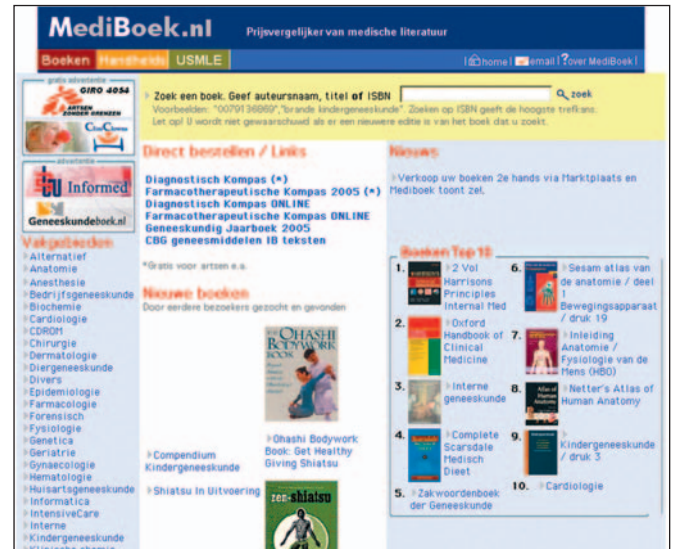 MediBoek.nl
Prijsvergelijker van medische literatuur
Boeken Handheids USMLE
home | email | ? over MediBoek |
gratis advertentie
GIRO 4054
ARTSEN
ZONDER GRENZEN
CliniClowns
advertentie
Informed
Geneeskundeboek.nl
Zoek een boek. Geef auteursnaam, titel of ISBN
zoek
Voorbeelden: "0079136869","brande kindergeneeskunde". Zoeken op ISBN geeft de hoogste trefkans.
Let op! U wordt niet gewaarschuwd als er een nieuwere editie is van het boek dat u zoekt.
Vakgebieden
Alternatief
Anatomie
Anesthesie
Bedrijfsgeneeskunde
Biochemie
Cardiologie
CDROM
Chirurgie
Dermatologie
Diergeneeskunde
Divers
Epidemiologie
Farmacologie
Forensisch
Fysiologie
Genetica
Geriatrie
Gynaecologie
Hematologie
Huisartsgeneeskunde
Informatica
IntensiveCare
Interne
Kindergeneeskunde
Klinische chemie
Direct bestellen / Links
Diagnostisch Kompas (*)
Farmacotherapeutische Kompas 2005 (*)
Diagnostisch Kompas ONLINE
Farmacotherapeutische Kompas ONLINE
Geneeskundig Jaarboek 2005
CBG geneesmiddelen IB teksten
*Gratis voor artsen e.a.
Nieuwe boeken
Door eerdere bezoekers gezocht en gevonden
OHASHI
BODYWORK
BOOK
Compendium
Kindergeneeskunde
Ohashi Bodywork
Book: Get Healthy
Giving Shiatsu
Shiatsu In Uitvoering
zen-shiatsu
Nieuws
Verkoop uw boeken 2e hands via Marktplaats en
Mediboek toont ze!.
Boeken Top 10
1. 2 Vol
Harrisons
Principles
Internal Med
2. Oxford
Handbook of
Clinical
Medicine
3. Interne
geneeskunde
4. Complete
Scarsdale
Medisch
Dieet
5. Zakwoordenboek
der Geneeskunde
6. Sesam atlas van
de anatomie / deel
1
Bewegingsapparaat
/ druk 19
7. Inleiding
Anatomie /
Fysiologie van de
Mens (HBO)
8. Netter's Atlas of
Human Anatomy
9.
Kindergeneeskunde
/ druk 3
10. Cardiologie